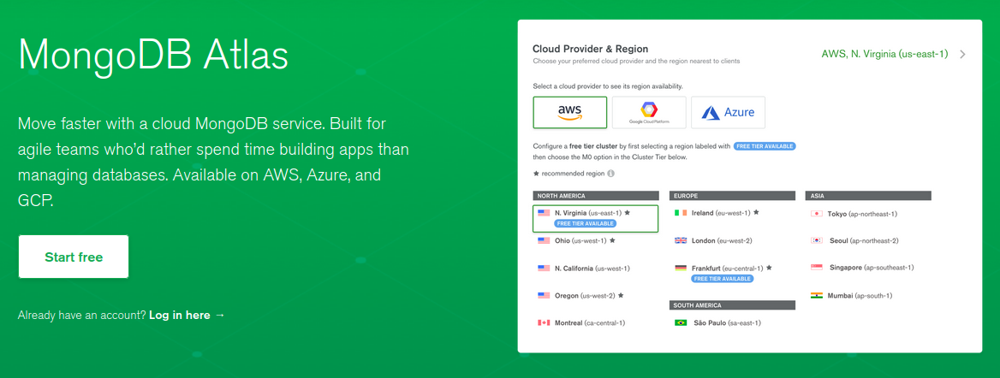 MongoDB Atlas
Move faster with a cloud MongoDB service. Built for
agile teams who'd rather spend time building apps than
managing databases. Available on AWS, Azure, and
GCP.
Start free
Already have an account? Log in here →
Cloud Provider & Region
Choose your preferred cloud provider and the region nearest to clients
AWS, N. Virginia (us-east-1)
Select a cloud provider to see its region availability.
aws
Google Cloud Platform
Azure
Configure a free tier cluster by first selecting a region labeled with FREE TIER AVAILABLE
then choose the M0 option in the Cluster Tier below.
★ recommended region i
NORTH AMERICA
N. Virginia (us-east-1) ★
FREE TIER AVAILABLE
Ohio (us-west-1) ★
N. California (us-west-1)
Oregon (us-west-2) ★
Montreal (ca-central-1)
EUROPE
Ireland (eu-west-1) ★
London (eu-west-2)
Frankfurt (eu-central-1) ★
FREE TIER AVAILABLE
SOUTH AMERICA
São Paulo (sa-east-1)
ASIA
Tokyo (ap-northeast-1)
Seoul (ap-northeast-2)
Singapore (ap-southeast-1)
Mumbai (ap-south-1)